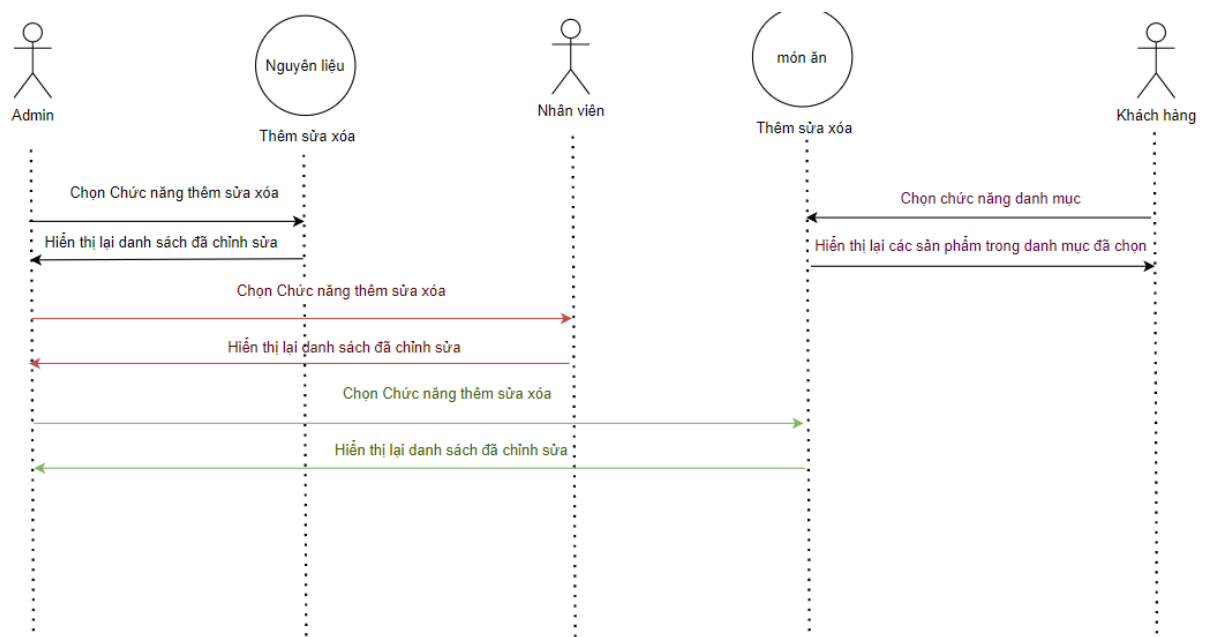 Nguyên liệu
món ăn
Admin
Nhân viên
Khách hàng
Thêm sửa xóa
Thêm sửa xóa
Chọn Chức năng thêm sửa xóa
Chọn chức năng danh mục
Hiển thị lại danh sách đã chỉnh sửa
Hiển thị lại các sản phẩm trong danh mục đã chọn
Chọn Chức năng thêm sửa xóa
Hiển thị lại danh sách đã chỉnh sửa
Chọn Chức năng thêm sửa xóa
Hiển thị lại danh sách đã chỉnh sửa